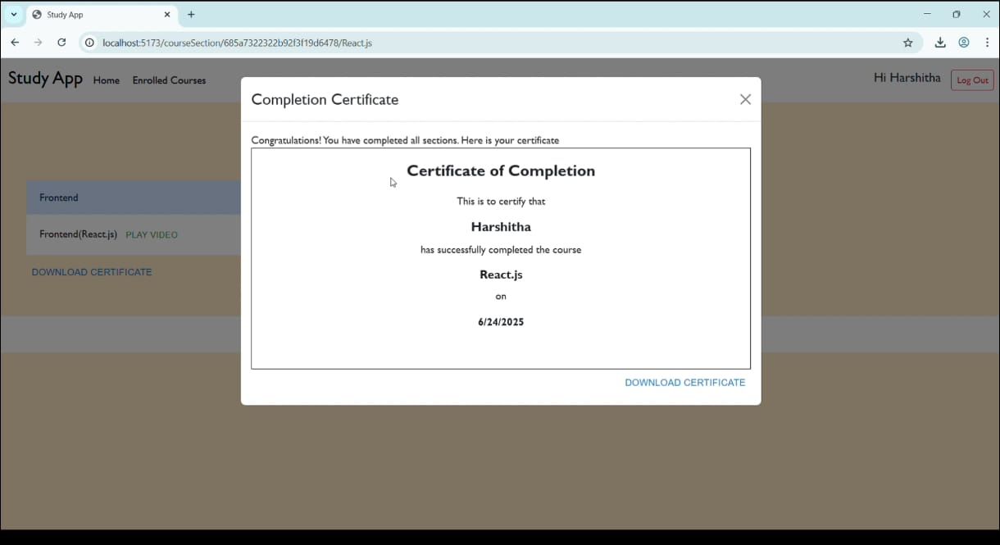 Study App
localhost:5173/courseSection/685a7322322b92f3f19d6478/React.js
Study App Home Enrolled Courses Hi Harshitha Log Out
Completion Certificate
Congratulations! You have completed all sections. Here is your certificate
Certificate of Completion
This is to certify that
Harshitha
has successfully completed the course
React.js
on
6/24/2025
DOWNLOAD CERTIFICATE
Frontend
Frontend(React.js) PLAY VIDEO
DOWNLOAD CERTIFICATE